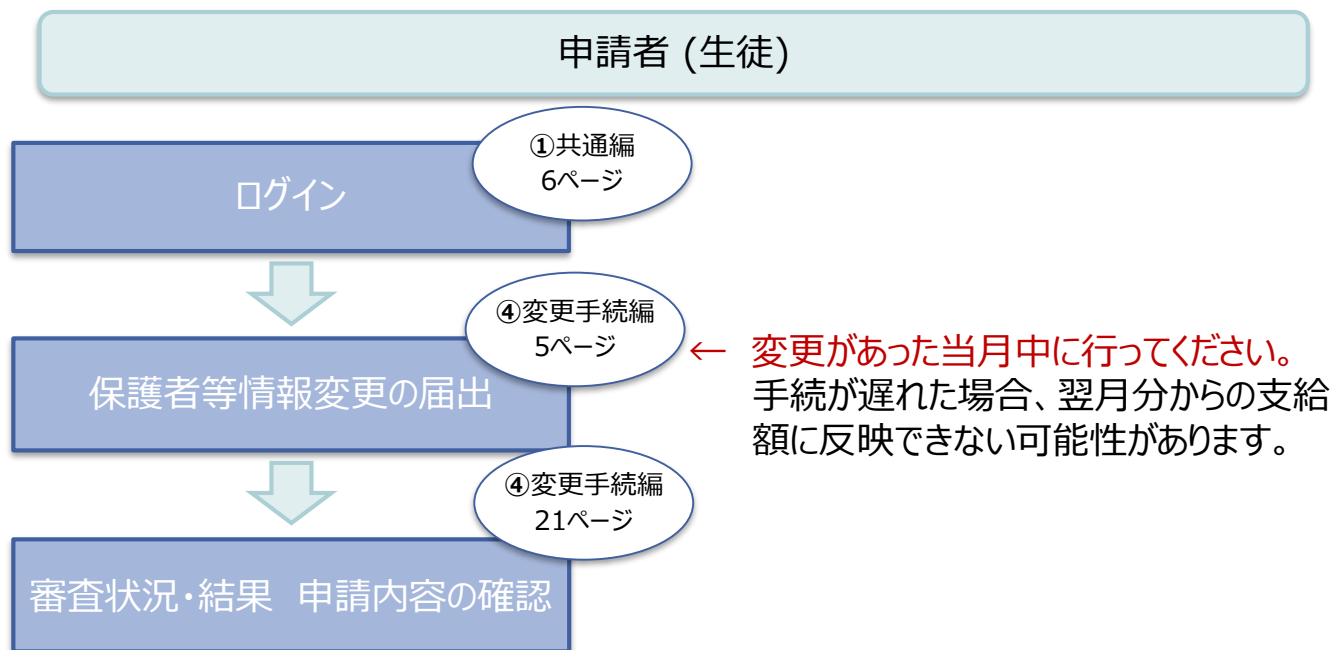 申請者 (生徒)
①共通編
6ページ
ログイン
④変更手続編
5ページ
保護者等情報変更の届出
← 変更があった当月中に行ってください。
手続が遅れた場合、翌月分からの支給
額に反映できない可能性があります。
④変更手続編
21ページ
審査状況・結果　申請内容の確認